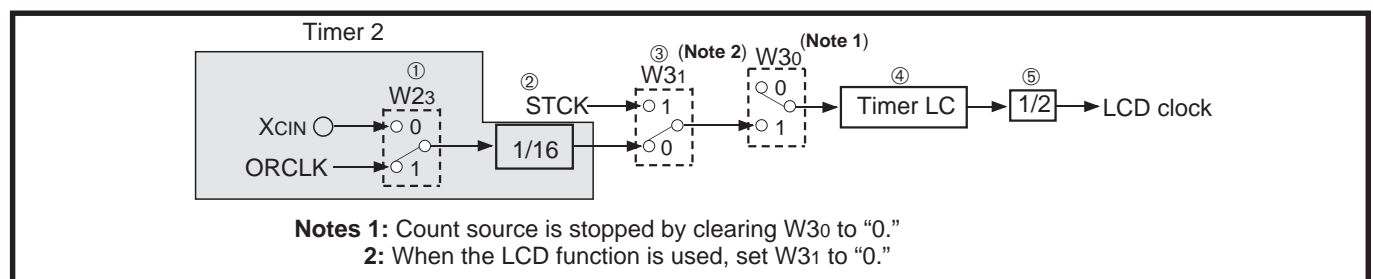 Timer 2
① W23
② STCK
③ (Note 2) W31
W30 (Note 1)
④ Timer LC
⑤ 1/2
LCD clock
XCIN
ORCLK
0
1
1/16
1
0
0
1
Notes 1: Count source is stopped by clearing W30 to “0.”
2: When the LCD function is used, set W31 to “0.”